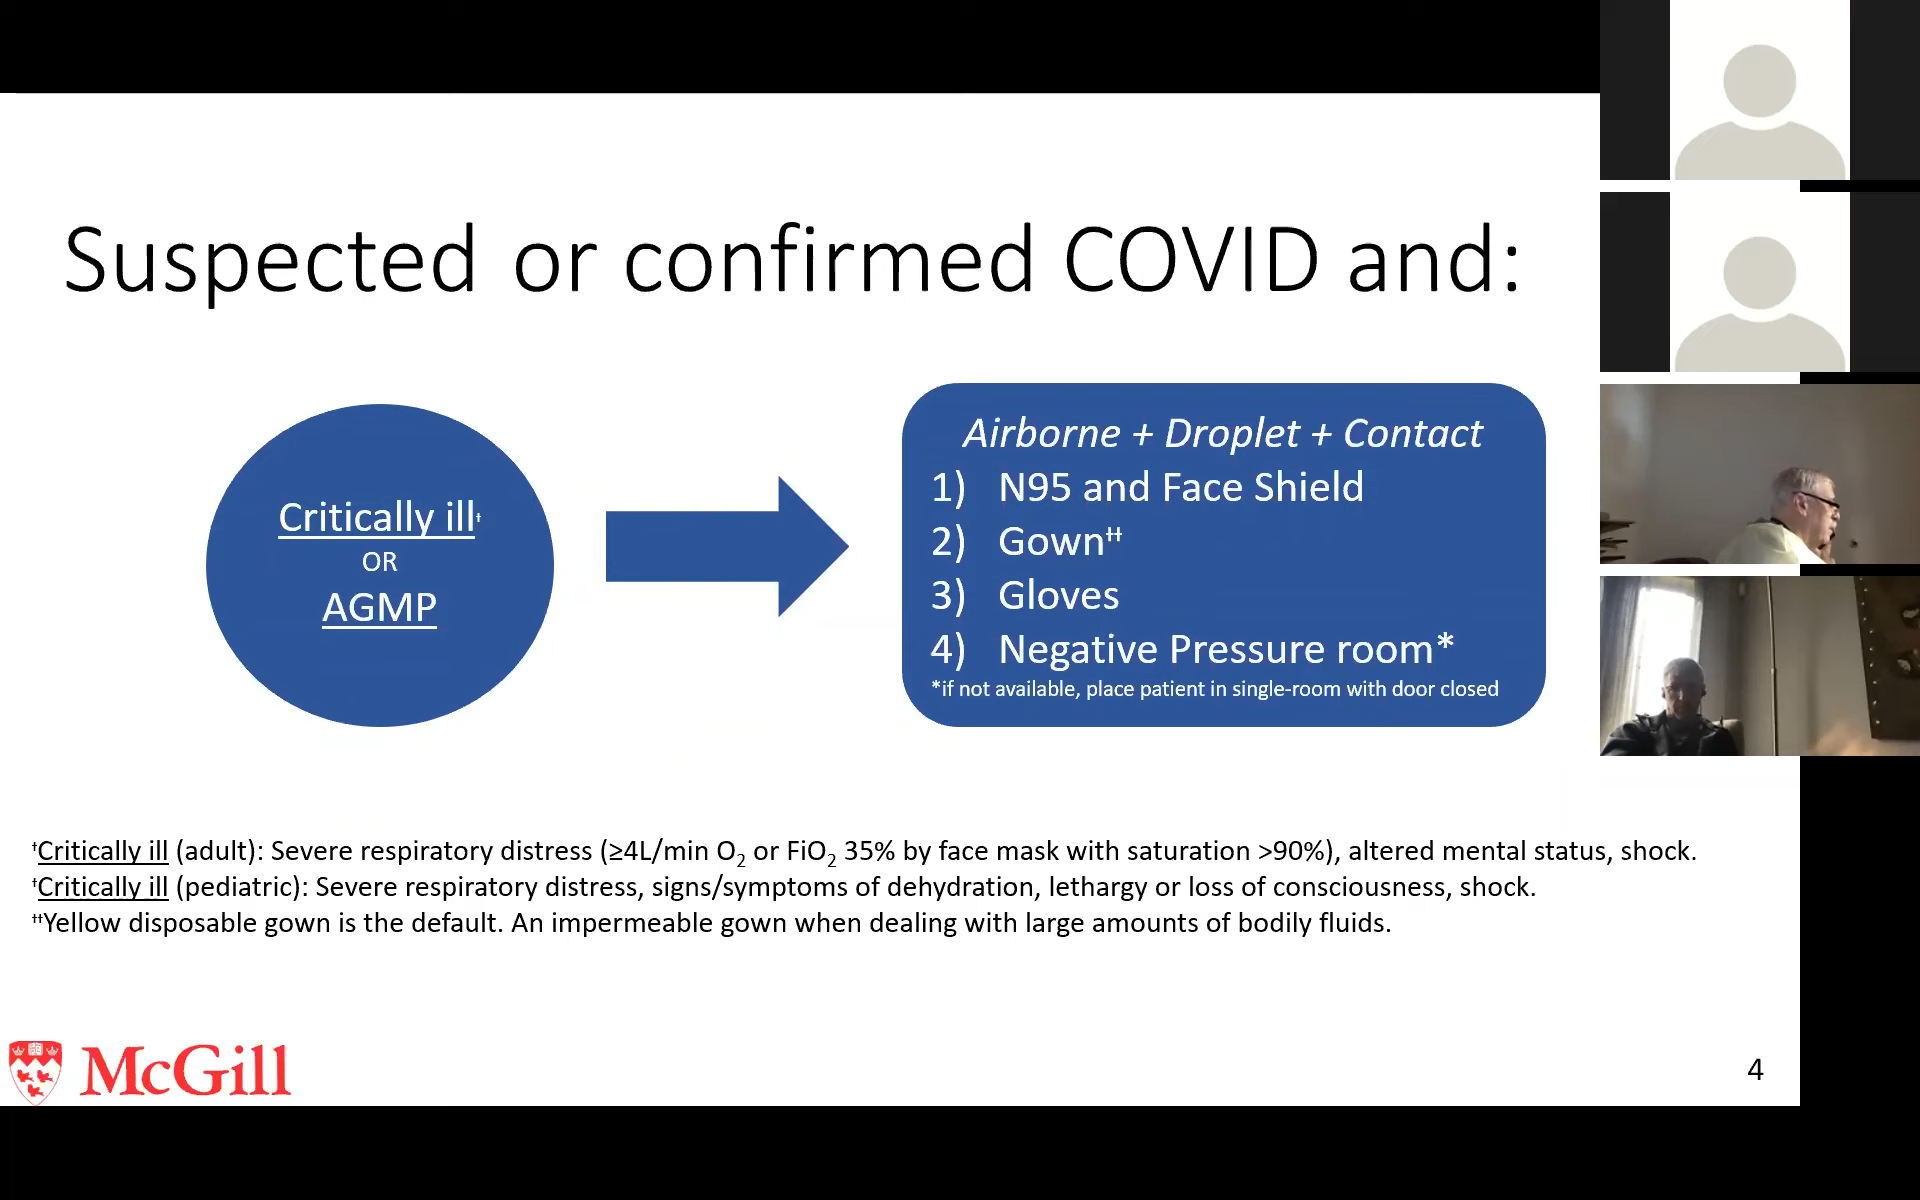 Suspected or confirmed COVID and:
Critically ill†
OR
AGMP
Airborne + Droplet + Contact
1) N95 and Face Shield
2) Gown††
3) Gloves
4) Negative Pressure room*
*if not available, place patient in single-room with door closed
†Critically ill (adult): Severe respiratory distress (≥4L/min O₂ or FiO₂ 35% by face mask with saturation >90%), altered mental status, shock.
†Critically ill (pediatric): Severe respiratory distress, signs/symptoms of dehydration, lethargy or loss of consciousness, shock.
††Yellow disposable gown is the default. An impermeable gown when dealing with large amounts of bodily fluids.
McGill
4